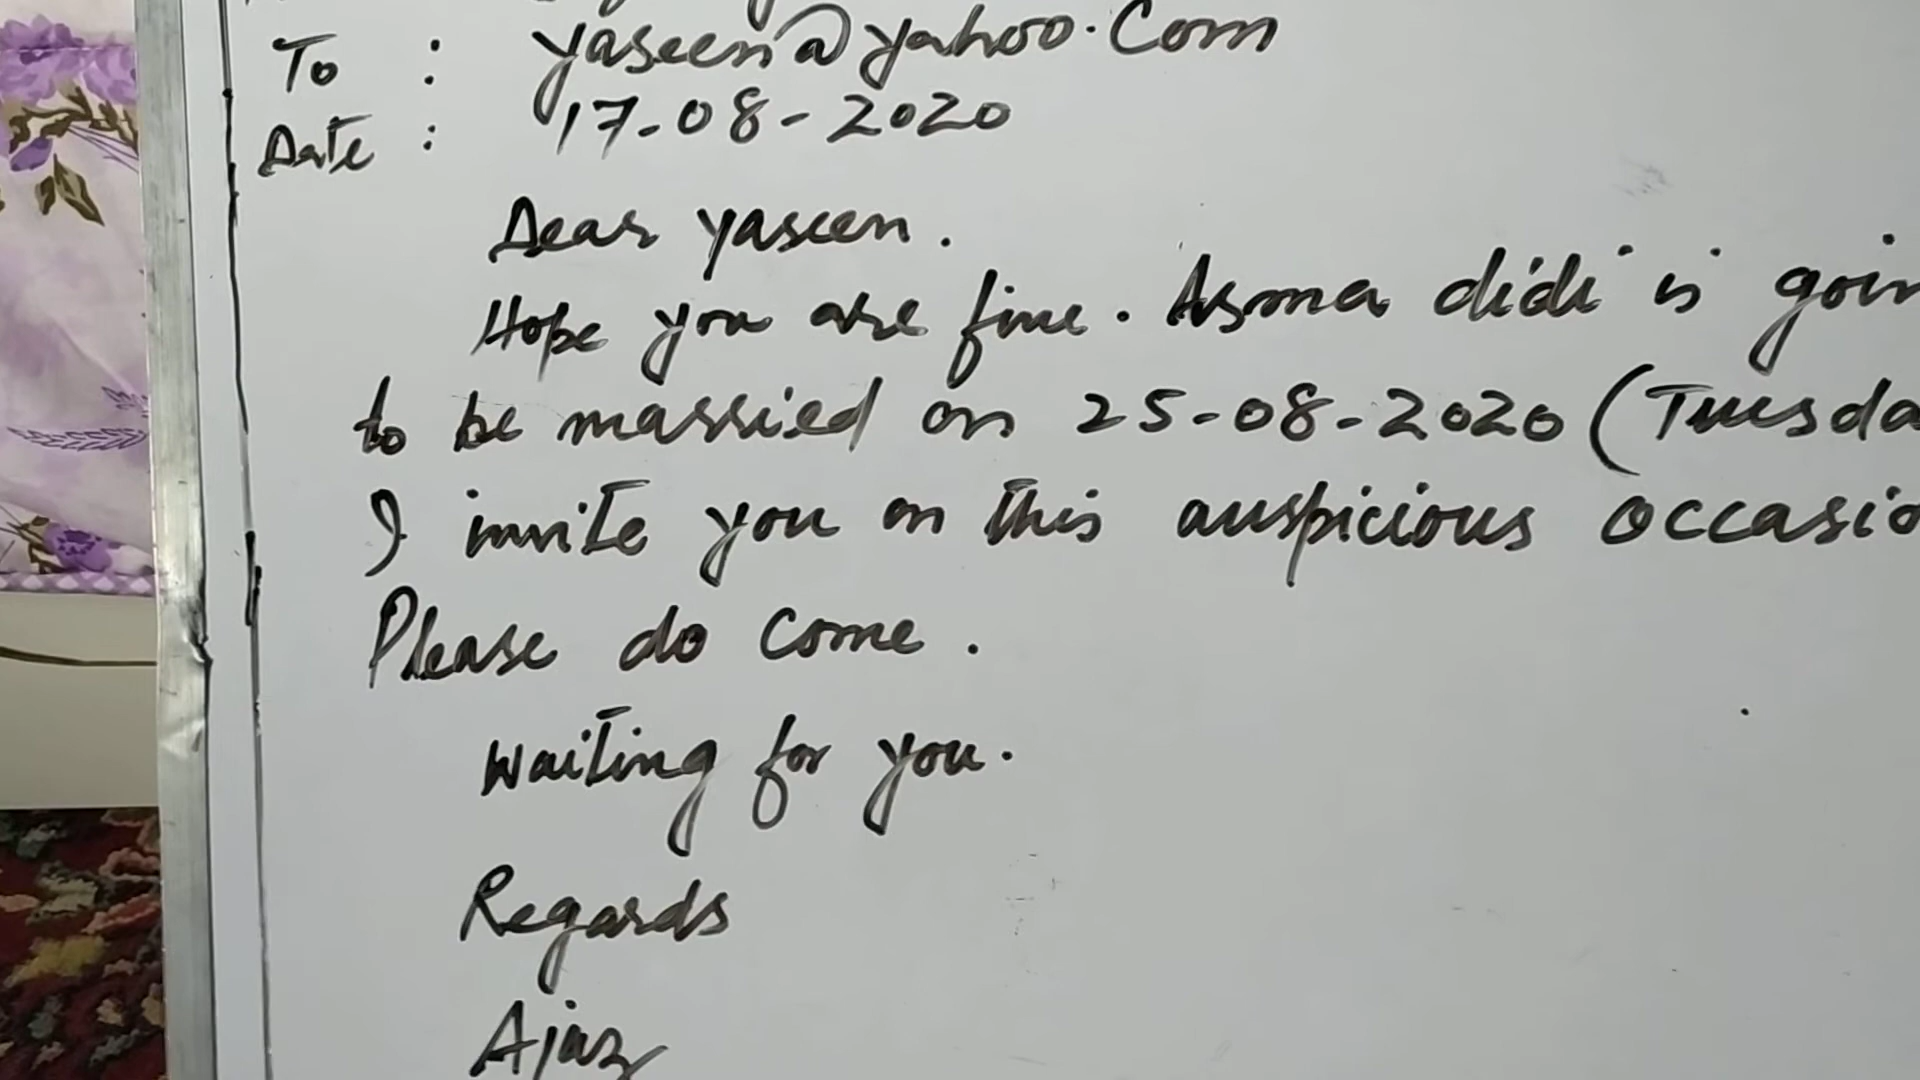 To : yaseen@yahoo.Com
Date : 17-08-2020
Dear yaseen.
Hope you are fine. Asma didi is goin
to be married on 25-08-2020 (Tuesda
I invite you on this auspicious occasio
Please do come.
Waiting for you.
Regards
Ajaz